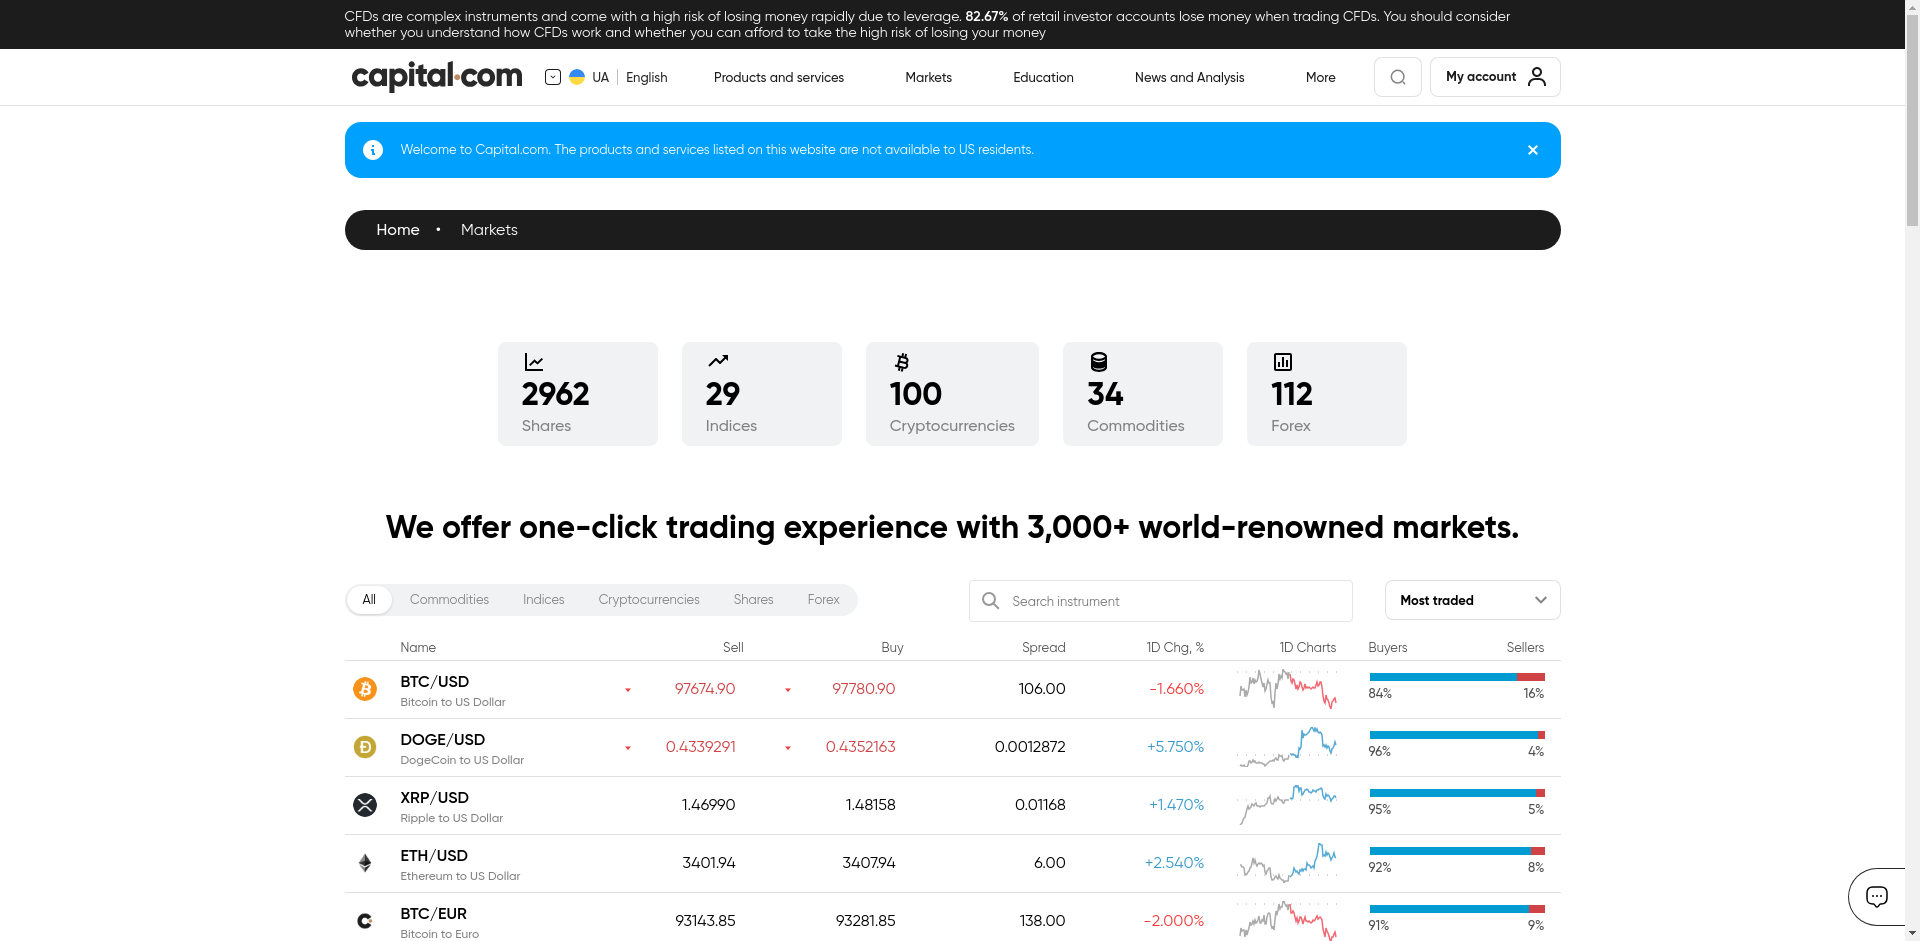 CFDs are complex instruments and come with a high risk of losing money rapidly due to leverage. 82.67% of retail investor accounts lose money when trading CFDs. You should consider
whether you understand how CFDs work and whether you can afford to take the high risk of losing your money
capital.com UA English Products and services Markets Education News and Analysis More My account
Welcome to Capital.com. The products and services listed on this website are not available to US residents.
Home • Markets
2962 29 100 34 112
Shares Indices Cryptocurrencies Commodities Forex
We offer one-click trading experience with 3,000+ world-renowned markets.
All Commodities Indices Cryptocurrencies Shares Forex Search instrument Most traded
Name Sell Buy Spread 1D Chg, % 1D Charts Buyers Sellers
BTC/USD 97674.90 97780.90 106.00 -1.660% 84% 16%
Bitcoin to US Dollar
DOGE/USD 0.4339291 0.4352163 0.0012872 +5.750% 96% 4%
DogeCoin to US Dollar
XRP/USD 1.46990 1.48158 0.01168 +1.470% 95% 5%
Ripple to US Dollar
ETH/USD 3401.94 3407.94 6.00 +2.540% 92% 8%
Ethereum to US Dollar
BTC/EUR 93143.85 93281.85 138.00 -2.000% 91% 9%
Bitcoin to Euro